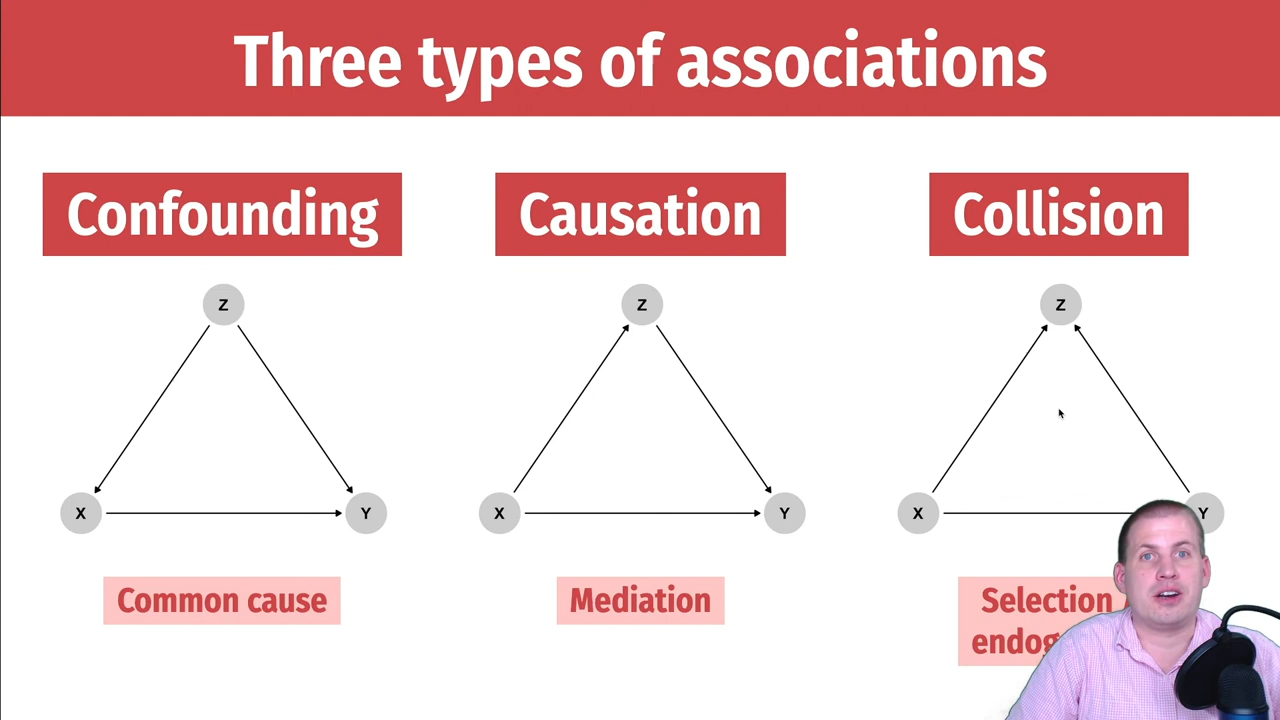 Three types of associations
Confounding
Causation
Collision
Z
Z
Z
X
Y
X
Y
X
Y
Common cause
Mediation
Selection